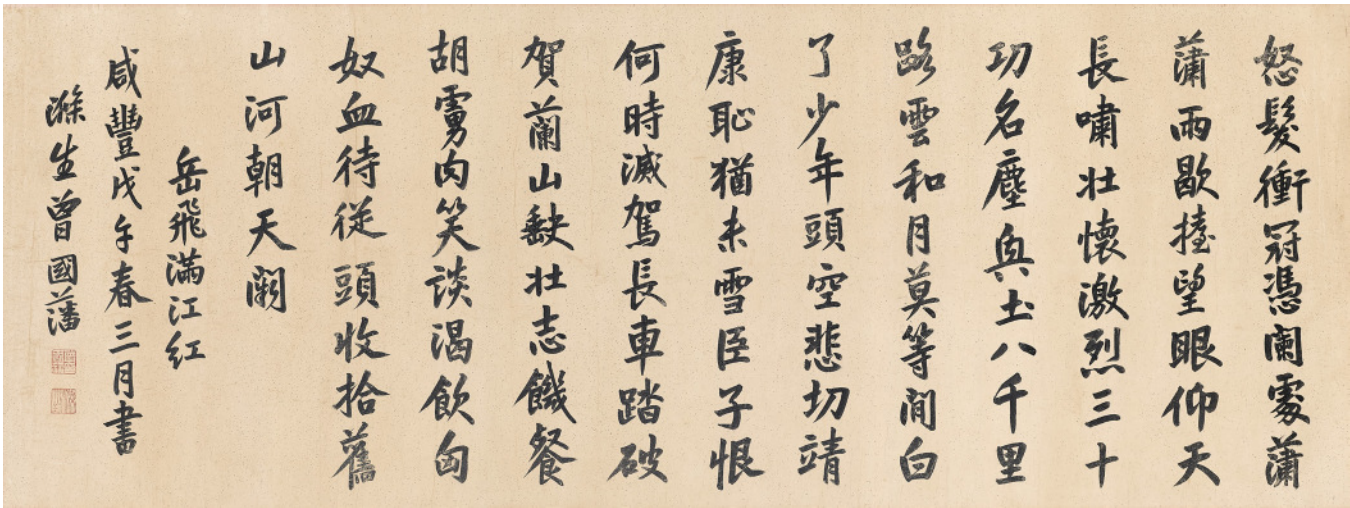 怒髮衝冠憑闌處瀟
瀟雨歇擡望眼仰天
長嘯壯懷激烈三十
功名塵與土八千里
路雲和月莫等閒白
了少年頭空悲切靖
康恥猶未雪臣子恨
何時滅駕長車踏破
賀蘭山缺壯志饑餐
胡虜肉笑談渴飲匈
奴血待從頭收拾舊
山河朝天闕
岳飛滿江紅
咸豐戊午春三月書
滌生曾國藩